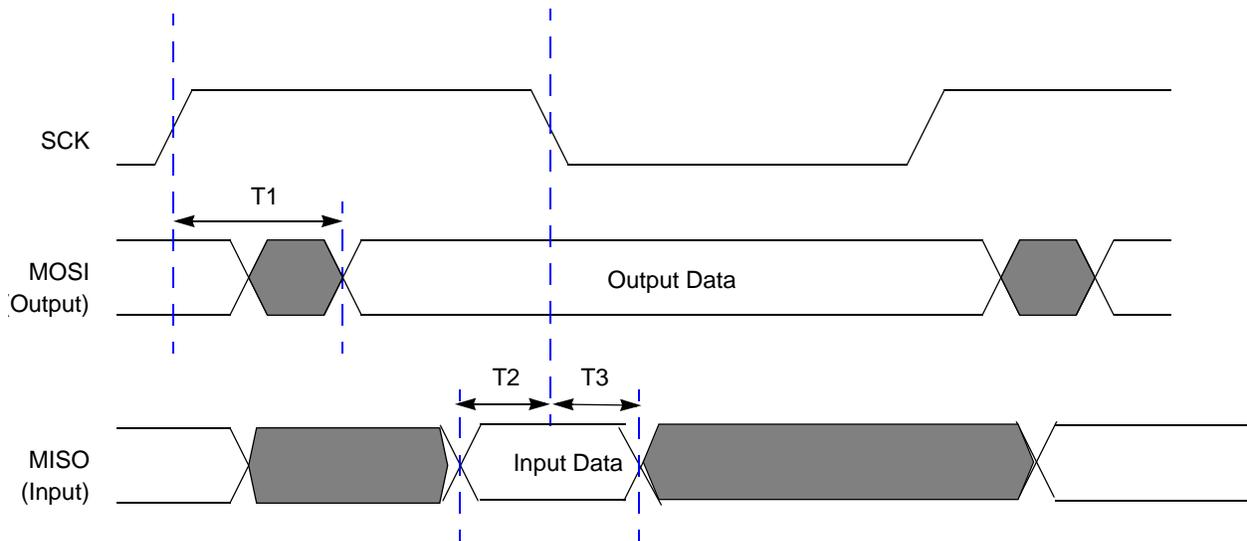 SCK
T1
MOSI
(Output)
Output Data
T2
T3
MISO
(Input)
Input Data